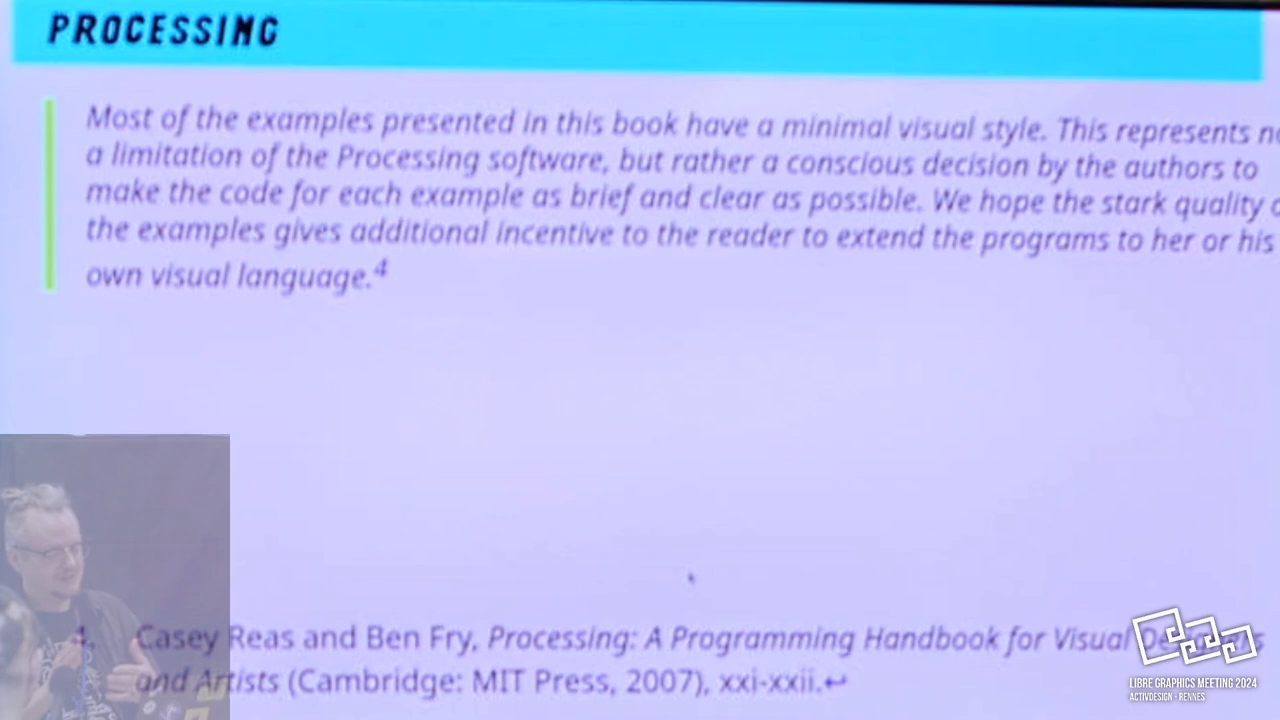 PROCESSING
Most of the examples presented in this book have a minimal visual style. This represents
a limitation of the Processing software, but rather a conscious decision by the authors to
make the code for each example as brief and clear as possible. We hope the stark quality
the examples gives additional incentive to the reader to extend the programs to her or his
own visual language.4
4. Casey Reas and Ben Fry, Processing: A Programming Handbook for Visual
and Artists (Cambridge: MIT Press, 2007), xxi-xxii.↩
LIBRE GRAPHICS MEETING 2024
ACTIVDESIGN - RENNES